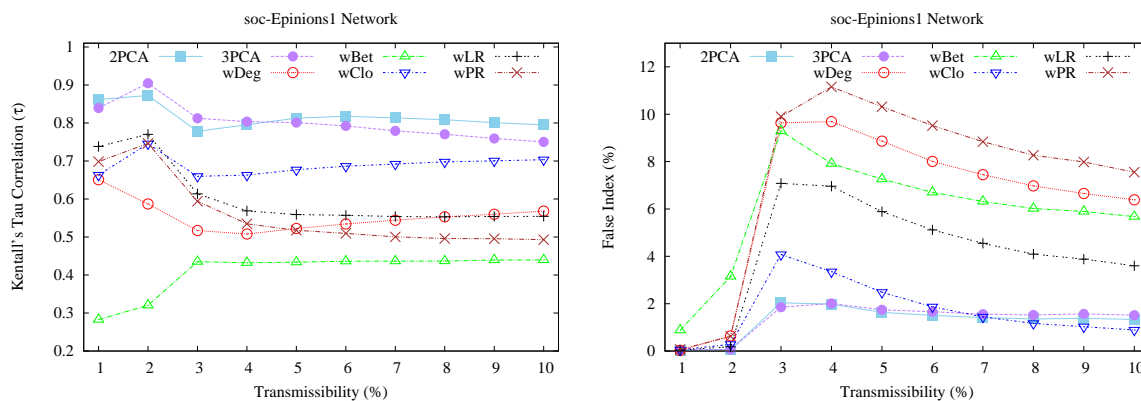 soc-Epinions1 Network
Kendall's Tau Correlation (τ)
1
0.9
0.8
0.7
0.6
0.5
0.4
0.3
0.2
2PCA 3PCA wBet wLR
wDeg wClo wPR
1 2 3 4 5 6 7 8 9 10
Transmissibility (%)
soc-Epinions1 Network
False Index (%)
12
10
8
6
4
2
0
2PCA 3PCA wBet wLR
wDeg wClo wPR
1 2 3 4 5 6 7 8 9 10
Transmissibility (%)